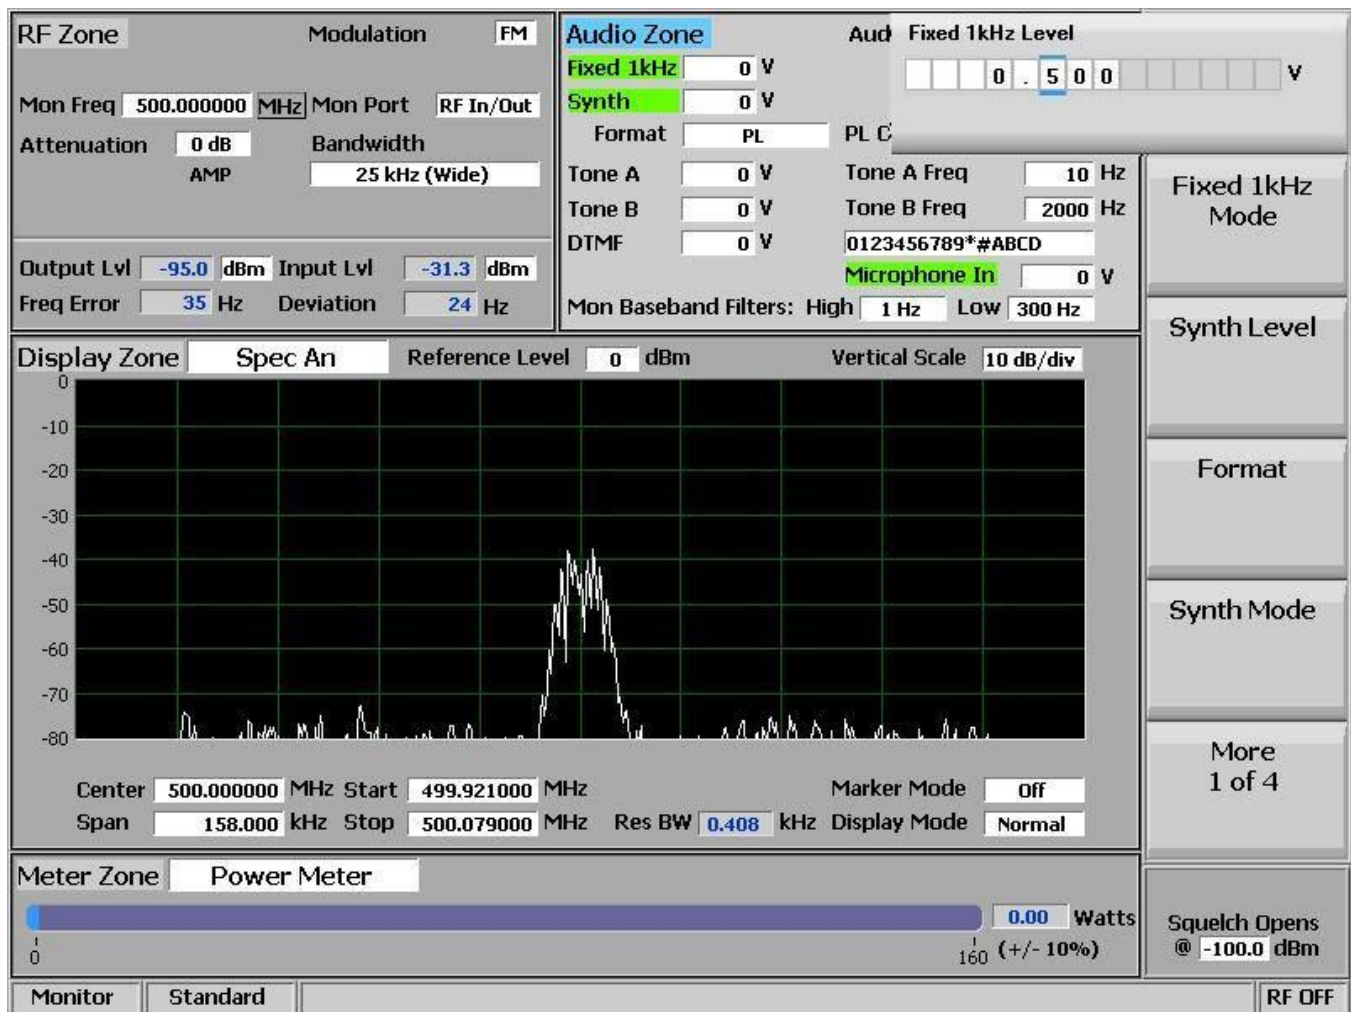 RF Zone Modulation FM
Mon Freq 500.000000 MHz Mon Port RF In/Out
Attenuation 0 dB Bandwidth
AMP 25 kHz (Wide)
Output Lvl -95.0 dBm Input Lvl -31.3 dBm
Freq Error 35 Hz Deviation 24 Hz
Audio Zone Aud
Fixed 1kHz 0 V
Synth 0 V
Format PL PL C
Tone A 0 V Tone A Freq 10 Hz
Tone B 0 V Tone B Freq 2000 Hz
DTMF 0 V 0123456789*#ABCD
Microphone In 0 V
Mon Baseband Filters: High 1 Hz Low 300 Hz
Fixed 1kHz Level
0.500 V
Fixed 1kHz
Mode
Synth Level
Format
Synth Mode
More
1 of 4
Display Zone Spec An Reference Level 0 dBm Vertical Scale 10 dB/div
0
-10
-20
-30
-40
-50
-60
-70
-80
Center 500.000000 MHz Start 499.921000 MHz Marker Mode Off
Span 158.000 kHz Stop 500.079000 MHz Res BW 0.408 kHz Display Mode Normal
Meter Zone Power Meter
0.00 Watts
0 160 (+/- 10%)
Squelch Opens
@ -100.0 dBm
Monitor Standard RF OFF